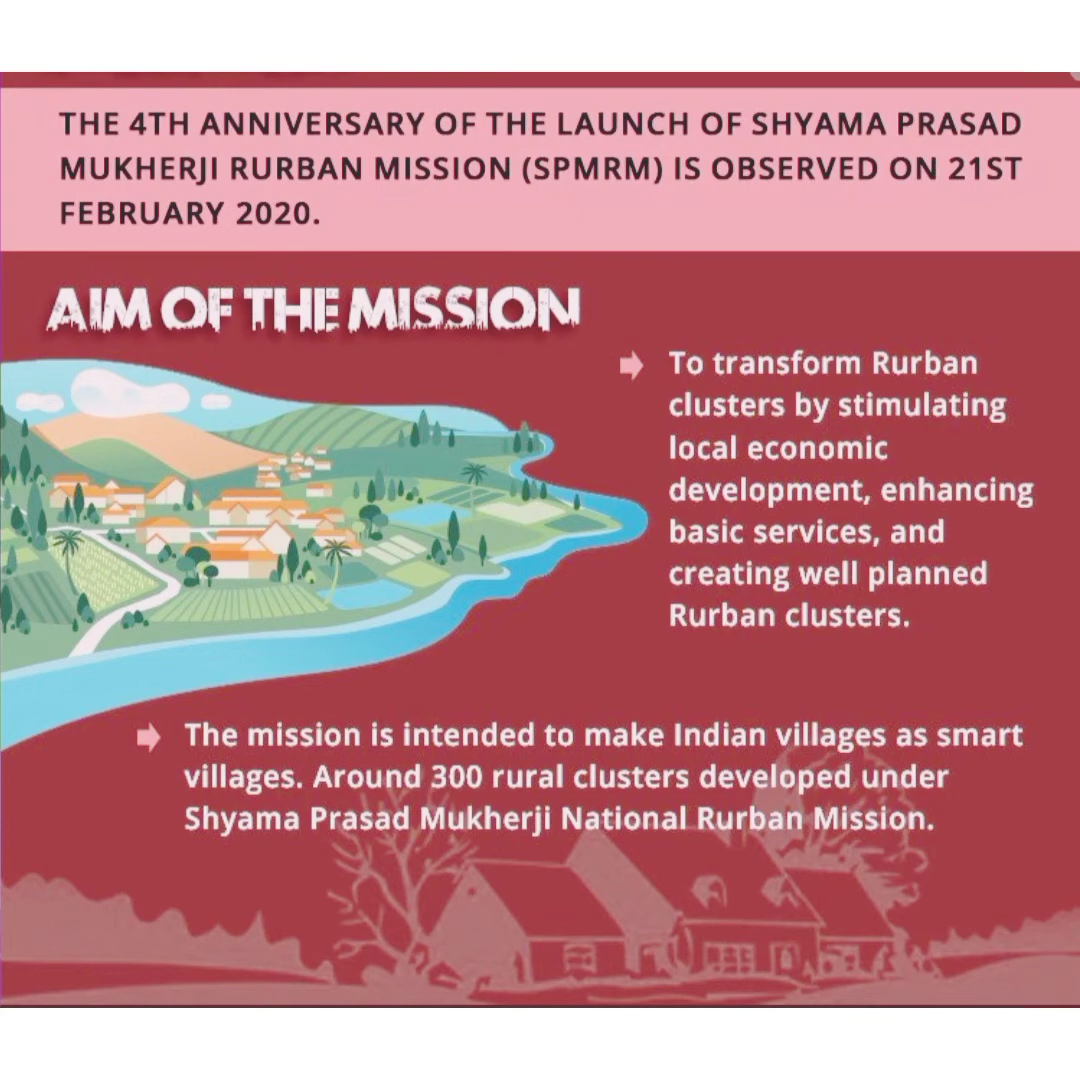 THE 4TH ANNIVERSARY OF THE LAUNCH OF SHYAMA PRASAD
MUKHERJI RURBAN MISSION (SPMRM) IS OBSERVED ON 21ST
FEBRUARY 2020.
AIM OF THE MISSION
To transform Rurban
clusters by stimulating
local economic
development, enhancing
basic services, and
creating well planned
Rurban clusters.
The mission is intended to make Indian villages as smart
villages. Around 300 rural clusters developed under
Shyama Prasad Mukherji National Rurban Mission.